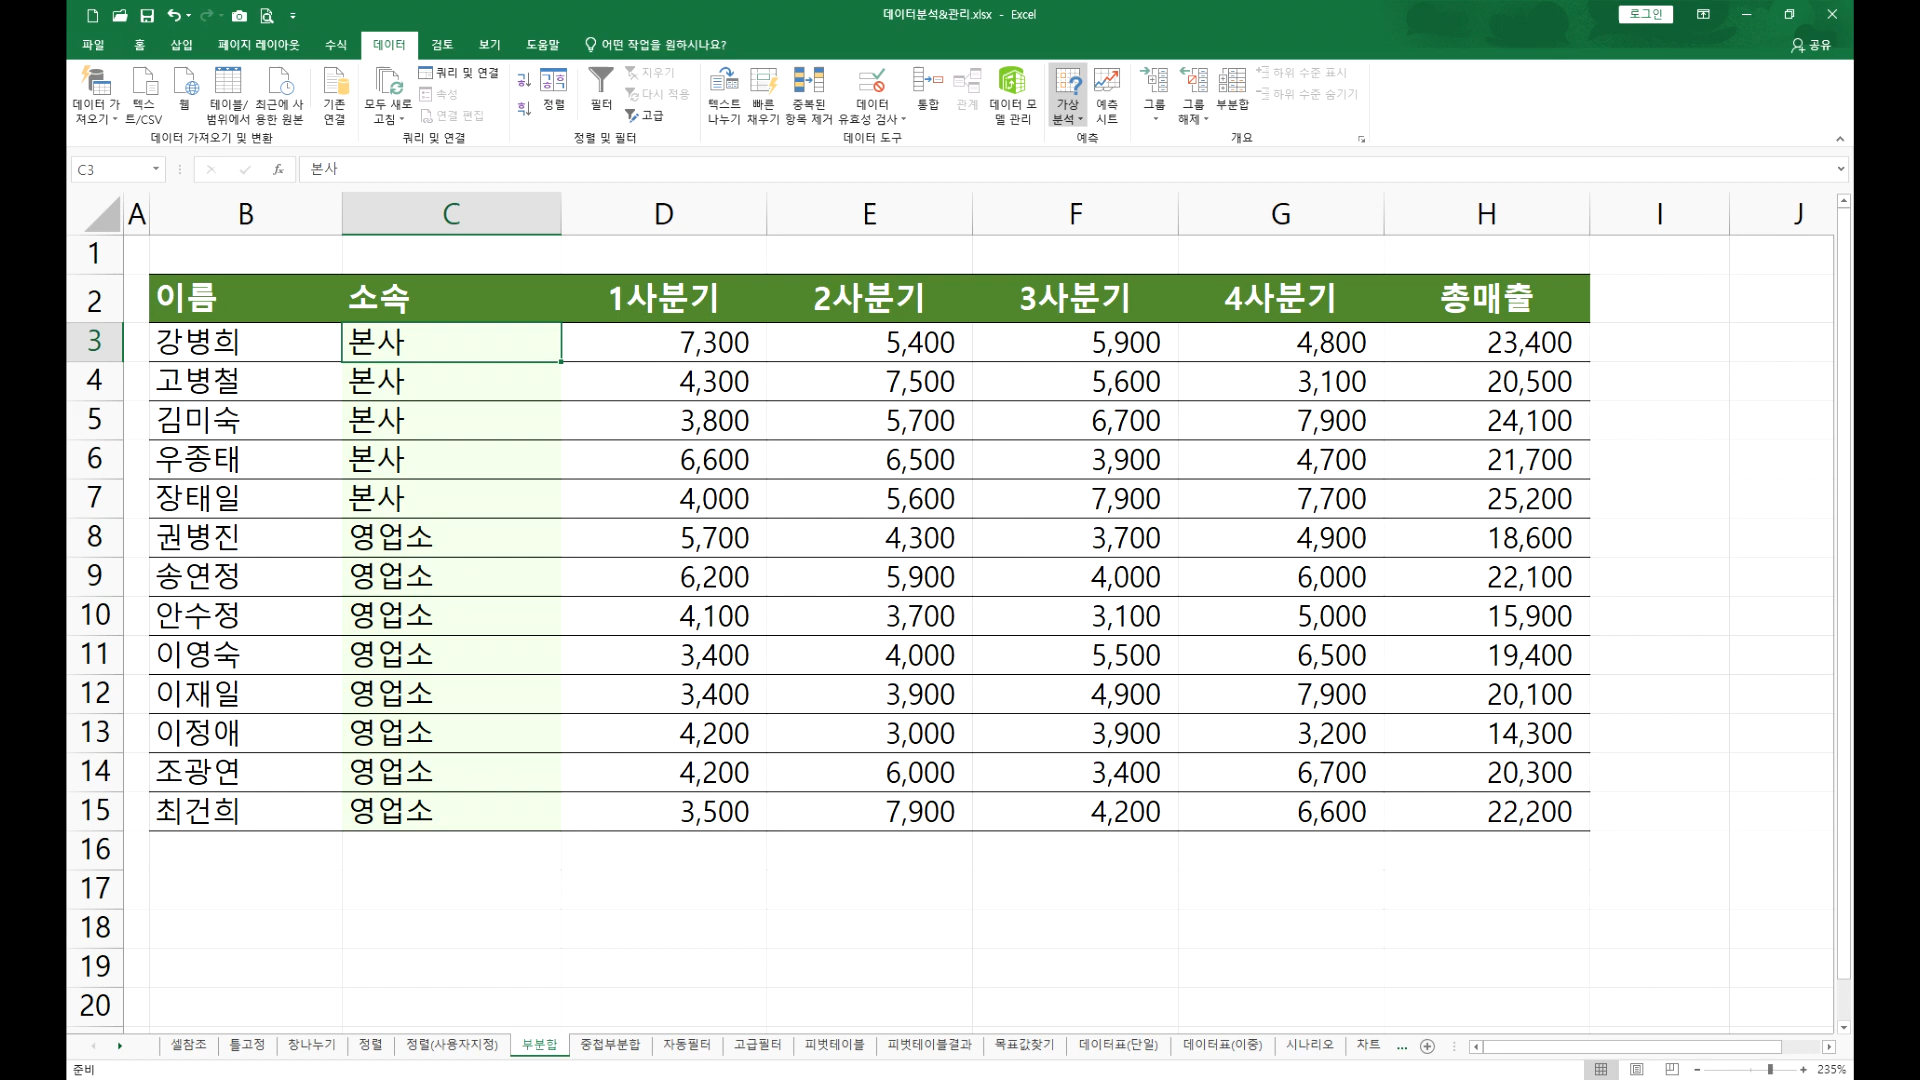 데이터분석&관리.xlsx - Excel
로그인
파일 홈 삽입 페이지 레이아웃 수식 데이터 검토 보기 도움말 어떤 작업을 원하시나요? 공유
데이터 가져오기
텍스트/CSV
웹
테이블/범위에서
최근에 사용한 원본
기존 연결
데이터 가져오기 및 변환
모두 새로 고침
쿼리 및 연결
속성
연결 편집
쿼리 및 연결
정렬
필터
지우기
다시 적용
고급
정렬 및 필터
텍스트 나누기
빠른 채우기
중복된 항목 제거
데이터 유효성 검사
통합
관계
데이터 모델 관리
데이터 도구
가상 분석
예측 시트
예측
그룹
그룹 해제
부분합
하위 수준 표시
하위 수준 숨기기
개요
C3 fx 본사
A B C D E F G H I J
1
2 이름 소속 1사분기 2사분기 3사분기 4사분기 총매출
3 강병희 본사 7,300 5,400 5,900 4,800 23,400
4 고병철 본사 4,300 7,500 5,600 3,100 20,500
5 김미숙 본사 3,800 5,700 6,700 7,900 24,100
6 우종태 본사 6,600 6,500 3,900 4,700 21,700
7 장태일 본사 4,000 5,600 7,900 7,700 25,200
8 권병진 영업소 5,700 4,300 3,700 4,900 18,600
9 송연정 영업소 6,200 5,900 4,000 6,000 22,100
10 안수정 영업소 4,100 3,700 3,100 5,000 15,900
11 이영숙 영업소 3,400 4,000 5,500 6,500 19,400
12 이재일 영업소 3,400 3,900 4,900 7,900 20,100
13 이정애 영업소 4,200 3,000 3,900 3,200 14,300
14 조광연 영업소 4,200 6,000 3,400 6,700 20,300
15 최건희 영업소 3,500 7,900 4,200 6,600 22,200
16
17
18
19
20
셀참조 틀고정 창나누기 정렬 정렬(사용자지정) 부분합 중첩부분합 자동필터 고급필터 피벗테이블 피벗테이블결과 목표값찾기 데이터표(단일) 데이터표(이중) 시나리오 차트 ...
준비 235%